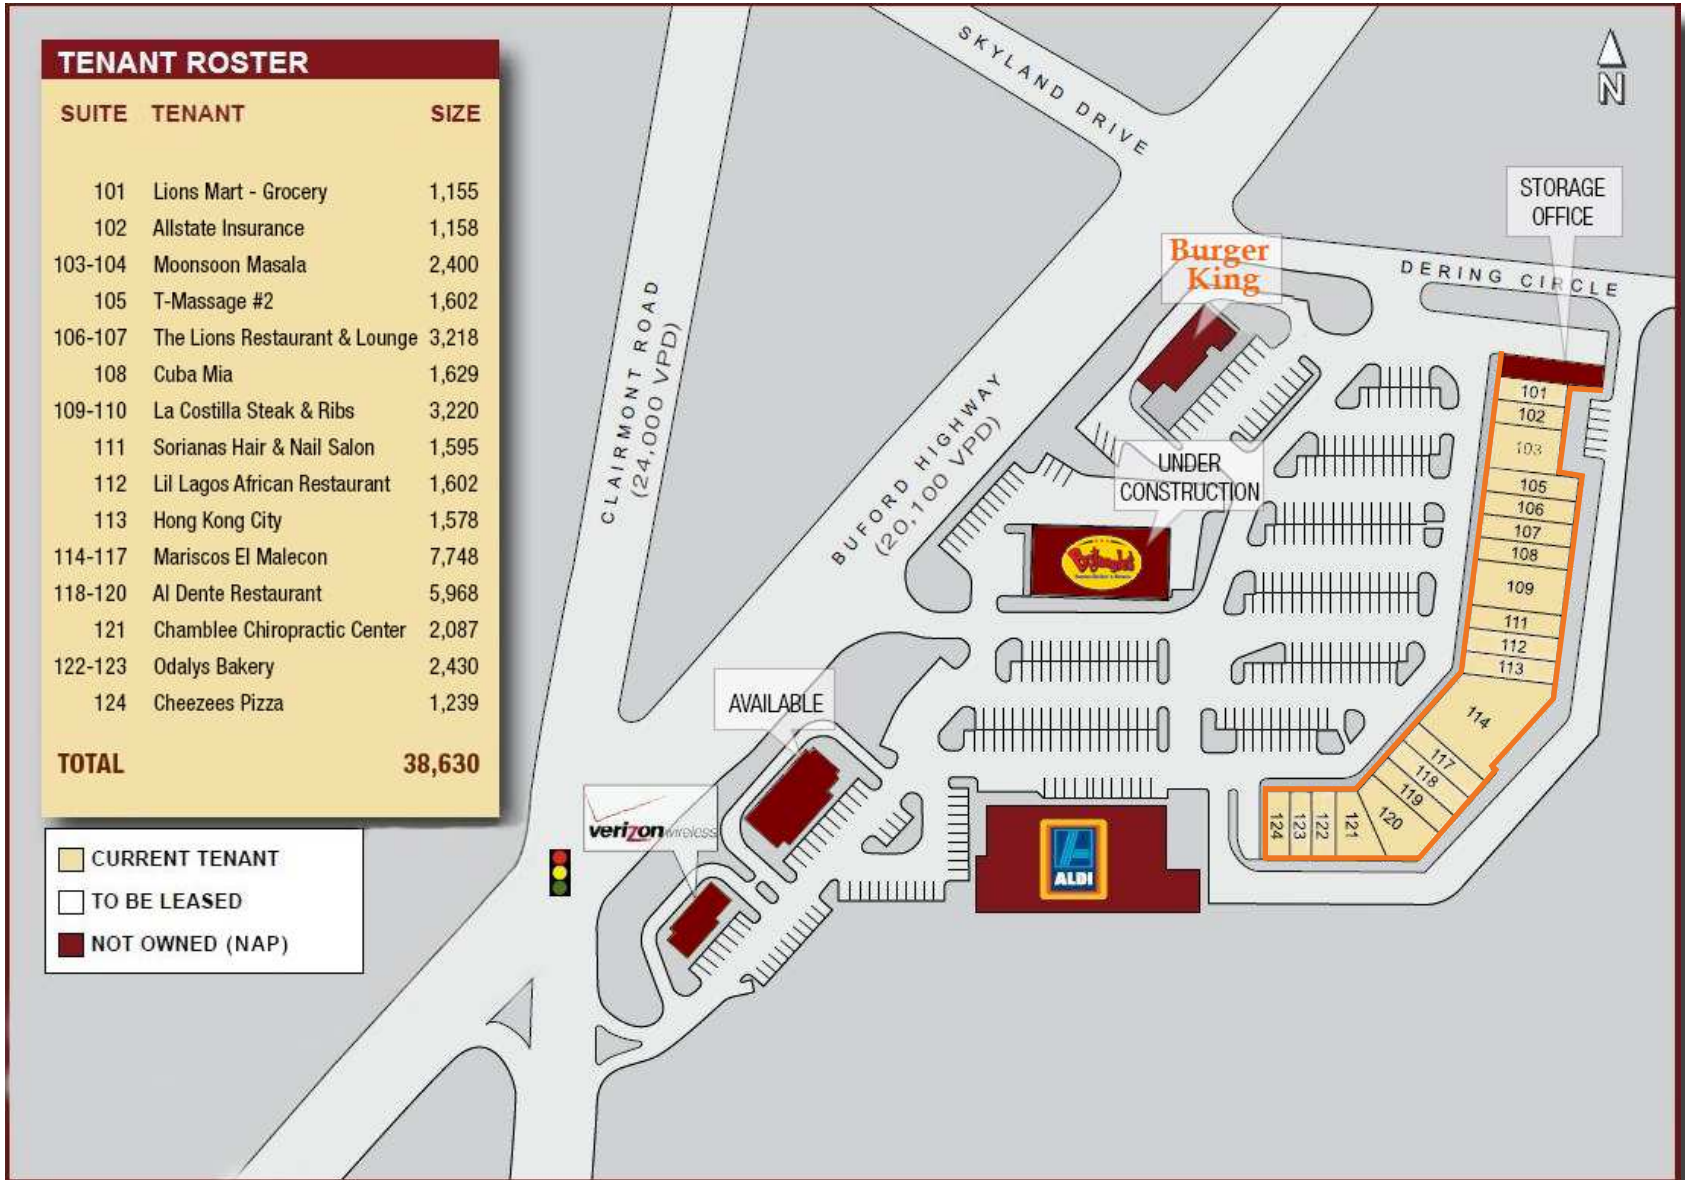 TENANT ROSTER
SUITE TENANT SIZE
101 Lions Mart - Grocery 1,155
102 Allstate Insurance 1,158
103-104 Moonsoon Masala 2,400
105 T-Massage #2 1,602
106-107 The Lions Restaurant & Lounge 3,218
108 Cuba Mia 1,629
109-110 La Costilla Steak & Ribs 3,220
111 Sorianas Hair & Nail Salon 1,595
112 Lil Lagos African Restaurant 1,602
113 Hong Kong City 1,578
114-117 Mariscos El Malecon 7,748
118-120 Al Dente Restaurant 5,968
121 Chamblee Chiropractic Center 2,087
122-123 Odalys Bakery 2,430
124 Cheezees Pizza 1,239
TOTAL 38,630
CURRENT TENANT
TO BE LEASED
NOT OWNED (NAP)
SKYLAND DRIVE
N
STORAGE
OFFICE
DERING CIRCLE
Burger
King
CLAIRMONT ROAD
(24,000 VPD)
BUFORD HIGHWAY
(20,100 VPD)
UNDER
CONSTRUCTION
Bojangles'
AVAILABLE
verizon wireless
ALDI
101
102
103
105
106
107
108
109
111
112
113
114
117
118
119
120
121
122
123
124